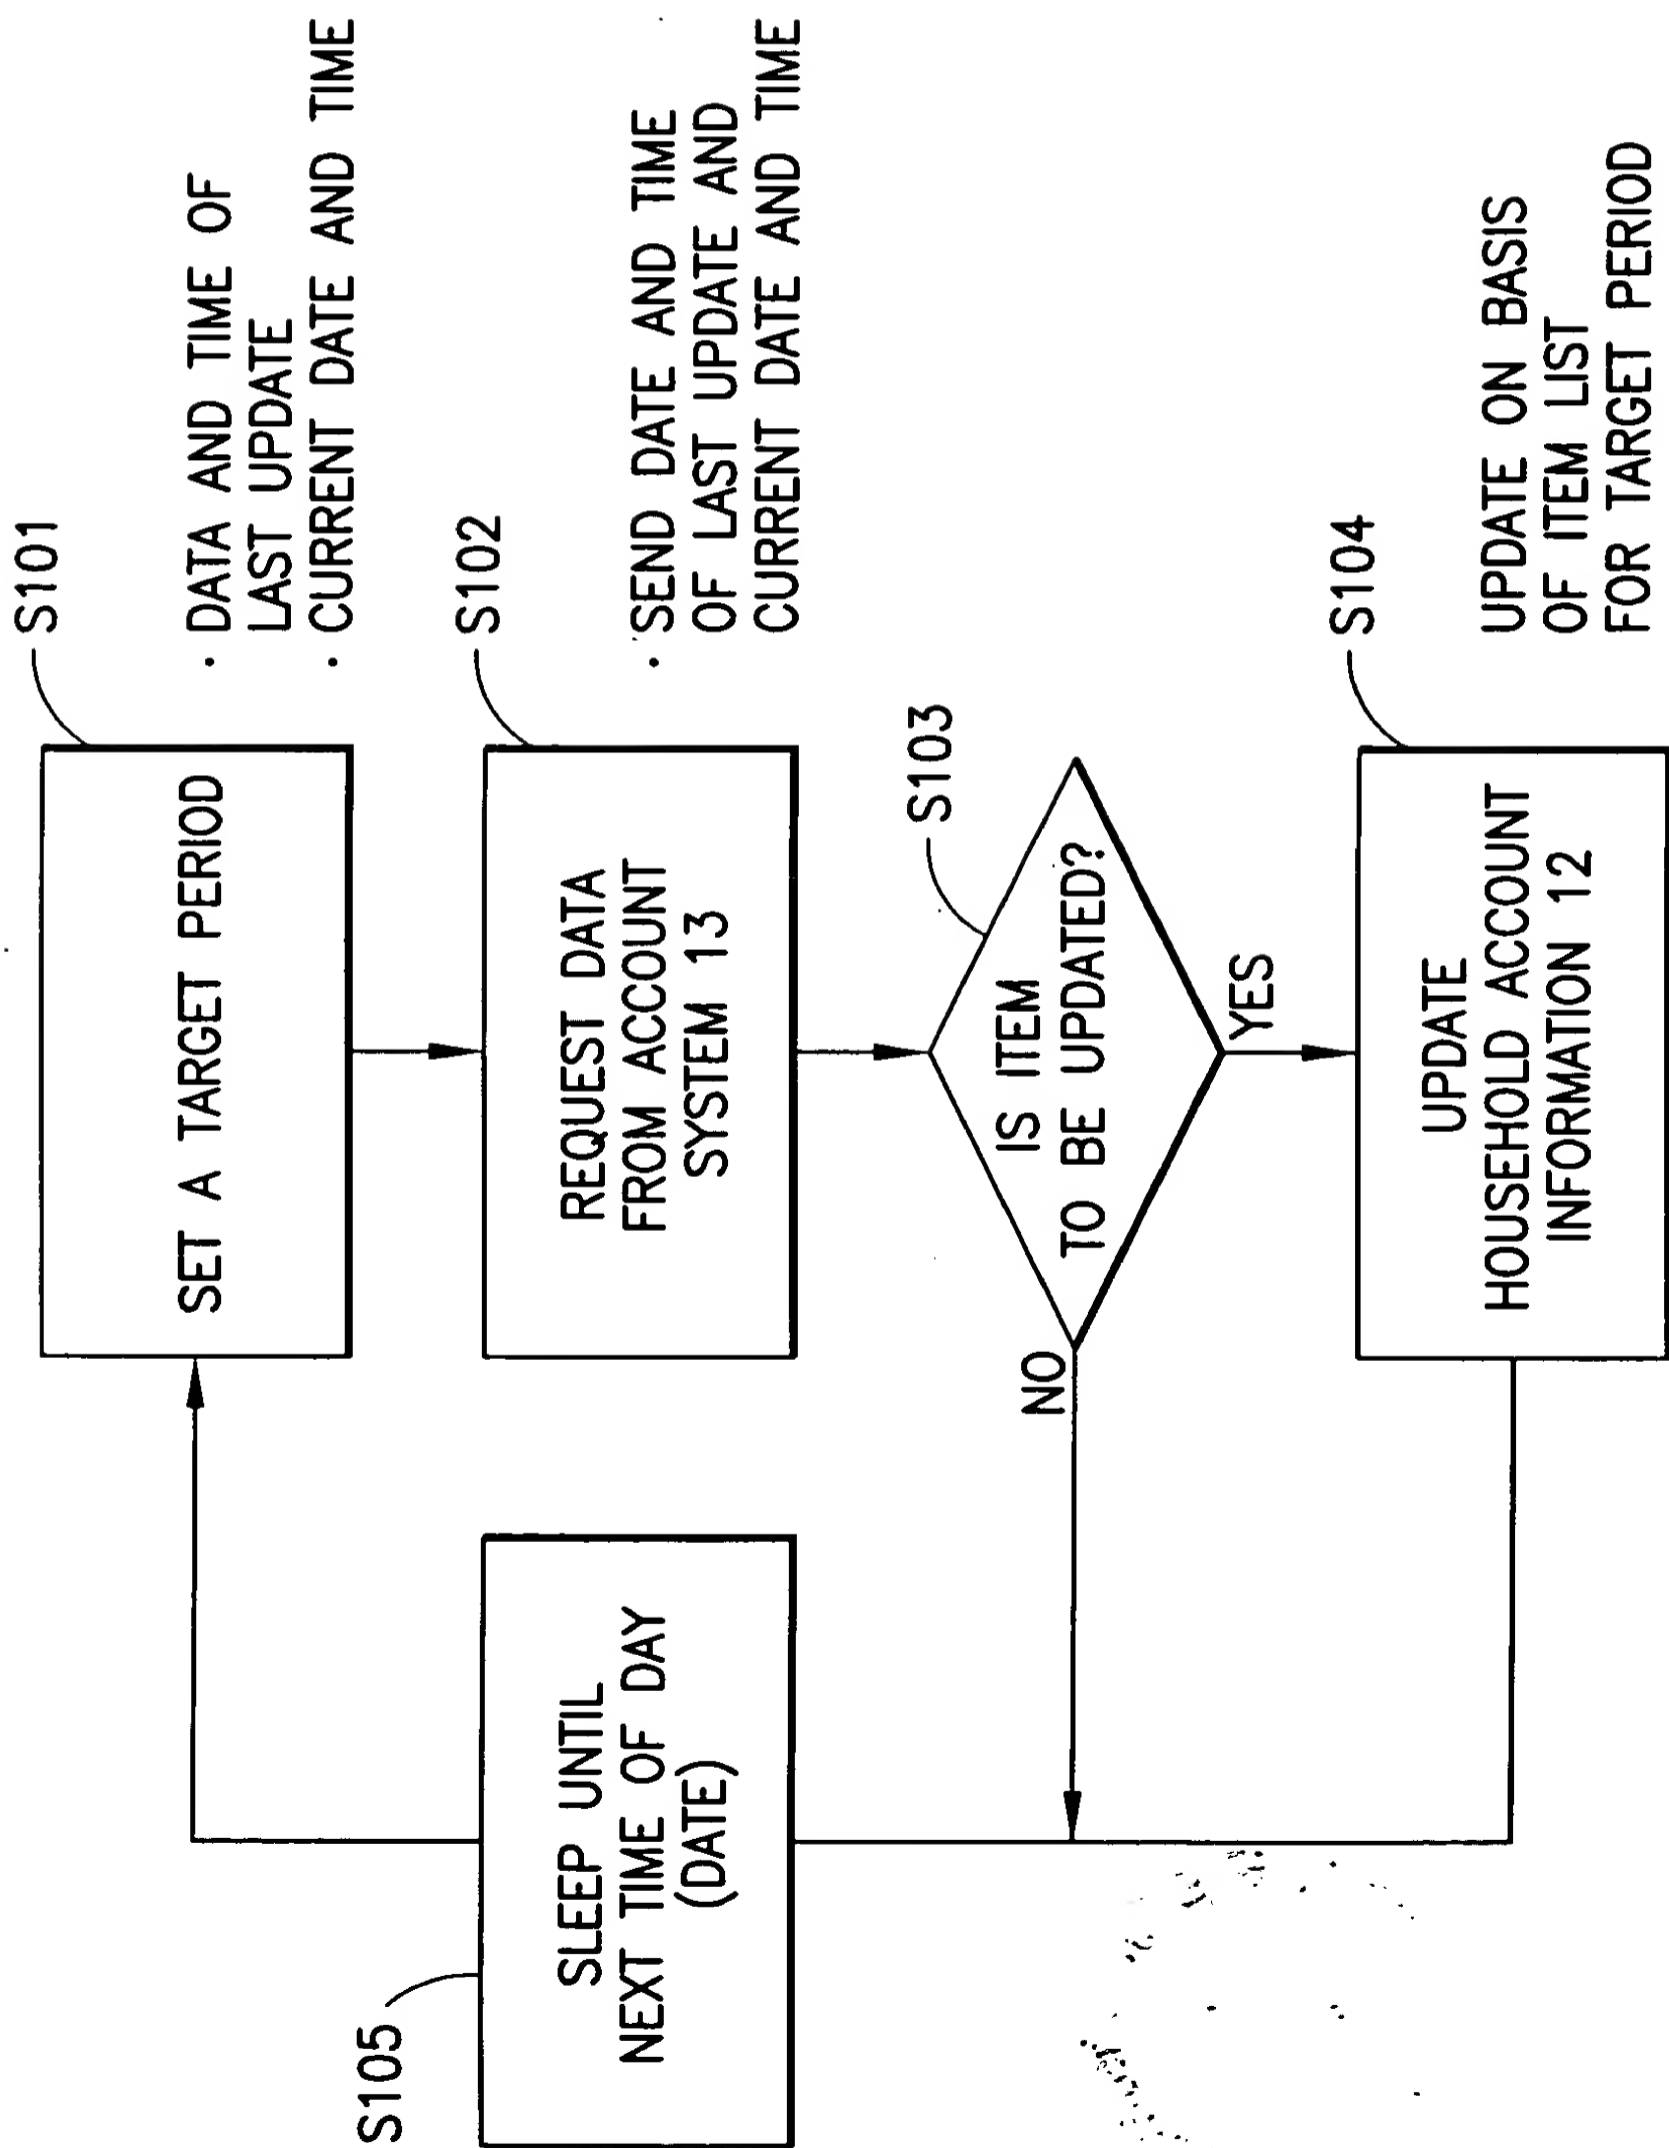 S101
SET A TARGET PERIOD
· DATA AND TIME OF
LAST UPDATE
· CURRENT DATE AND TIME
S102
REQUEST DATA
FROM ACCOUNT
SYSTEM 13
· SEND DATE AND TIME
OF LAST UPDATE AND
CURRENT DATE AND TIME
S103
IS ITEM
TO BE UPDATED?
NO
YES
S104
UPDATE
HOUSEHOLD ACCOUNT
INFORMATION 12
UPDATE ON BASIS
OF ITEM LIST
FOR TARGET PERIOD
S105
SLEEP UNTIL
NEXT TIME OF DAY
(DATE)